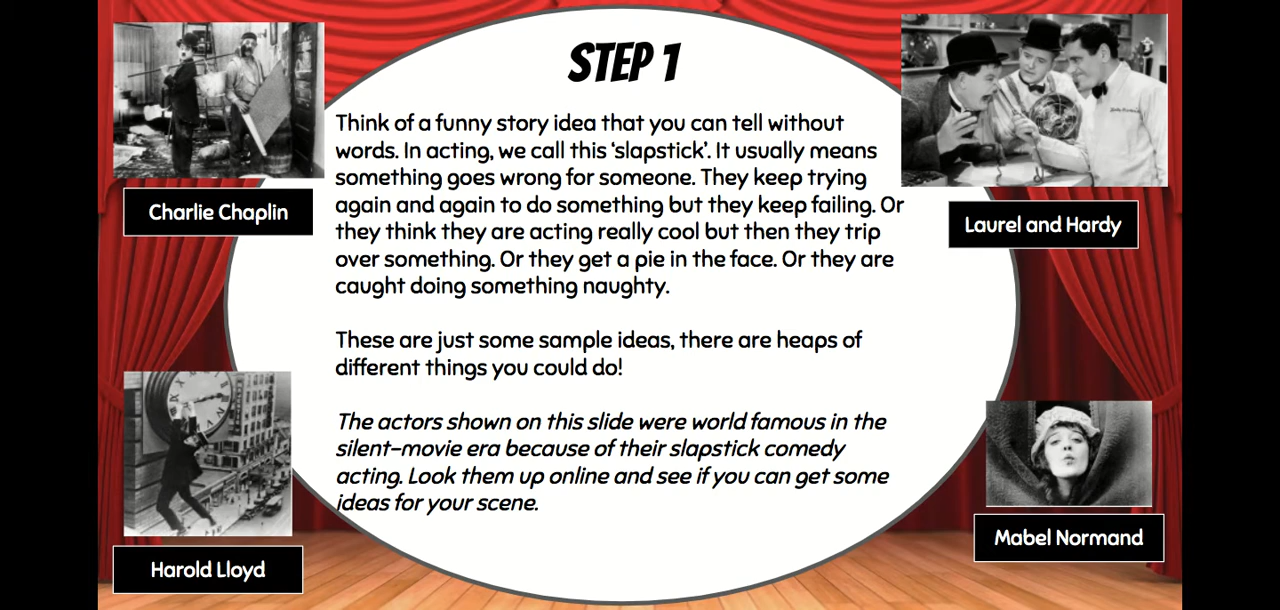 STEP 1
Think of a funny story idea that you can tell without
words. In acting, we call this ‘slapstick’. It usually means
something goes wrong for someone. They keep trying
again and again to do something but they keep failing. Or
they think they are acting really cool but then they trip
over something. Or they get a pie in the face. Or they are
caught doing something naughty.
These are just some sample ideas, there are heaps of
different things you could do!
The actors shown on this slide were world famous in the
silent-movie era because of their slapstick comedy
acting. Look them up online and see if you can get some
ideas for your scene.
Charlie Chaplin
Laurel and Hardy
Harold Lloyd
Mabel Normand